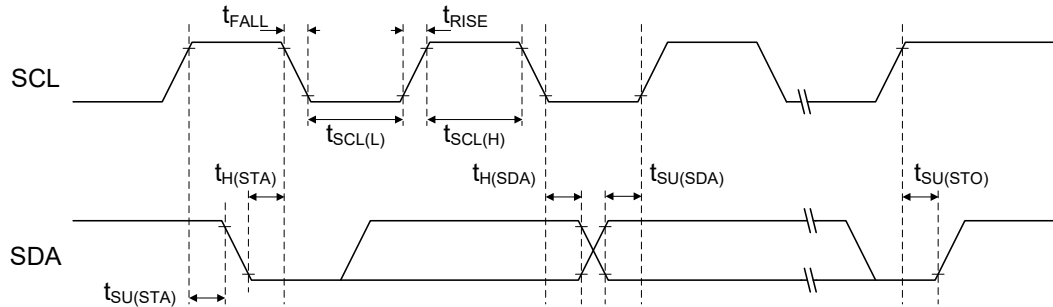 tFALL tRISE
SCL
tSCL(L) tSCL(H)
tH(STA) tH(SDA) tSU(SDA) tSU(STO)
SDA
tSU(STA)